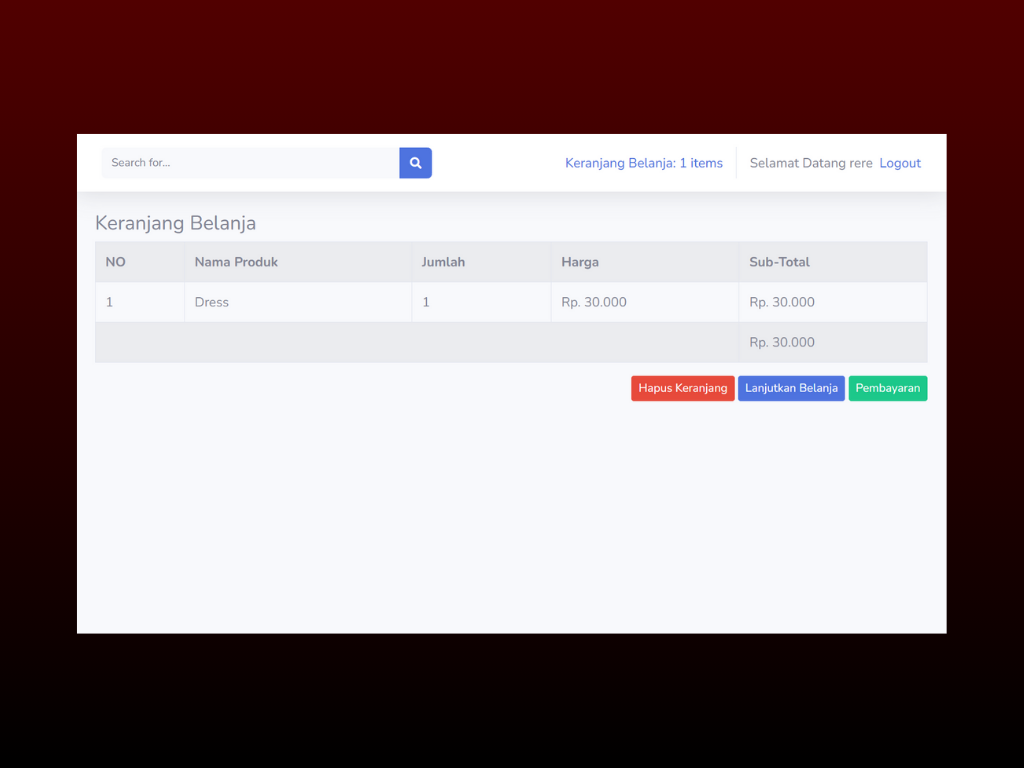 Search for...
Keranjang Belanja: 1 items
Selamat Datang rere Logout
Keranjang Belanja
NO Nama Produk Jumlah Harga Sub-Total
1 Dress 1 Rp. 30.000 Rp. 30.000
Rp. 30.000
Hapus Keranjang Lanjutkan Belanja Pembayaran